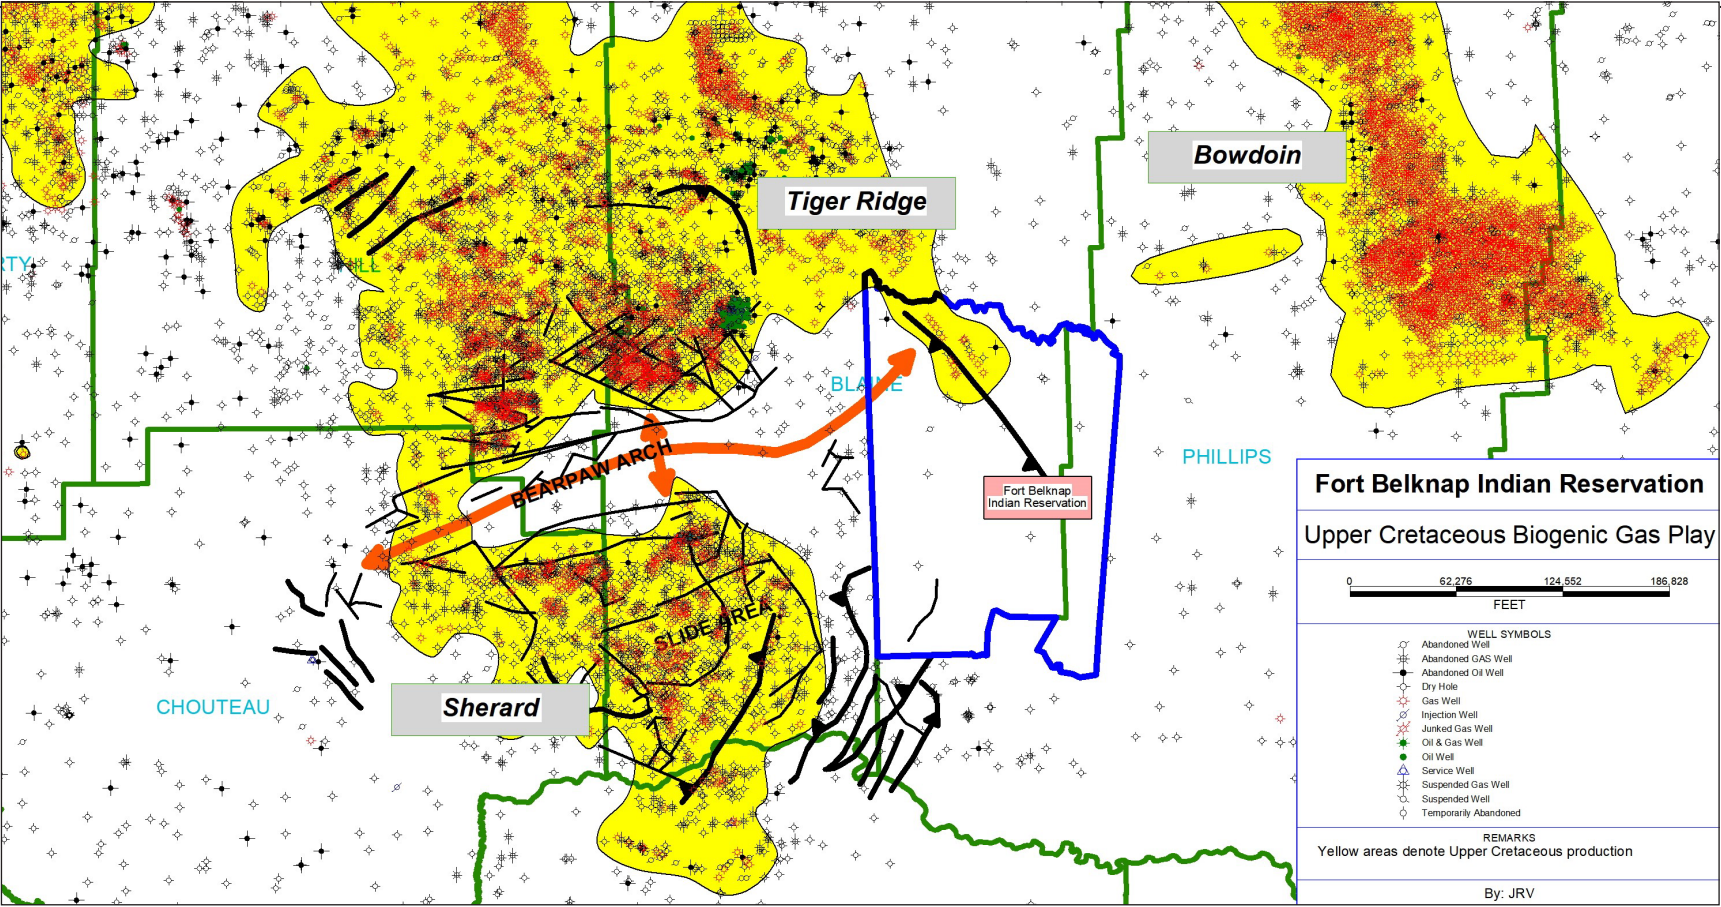 Bowdoin
Tiger Ridge
RTY
HILL
BLAINE
BEARPAW ARCH
PHILLIPS
Fort Belknap
Indian Reservation
SLIDE AREA
Sherard
CHOUTEAU
Fort Belknap Indian Reservation
Upper Cretaceous Biogenic Gas Play
0 62,276 124,552 186,828
FEET
WELL SYMBOLS
Abandoned Well
Abandoned GAS Well
Abandoned Oil Well
Dry Hole
Gas Well
Injection Well
Junked Gas Well
Oil & Gas Well
Oil Well
Service Well
Suspended Gas Well
Suspended Well
Temporarily Abandoned
REMARKS
Yellow areas denote Upper Cretaceous production
By: JRV